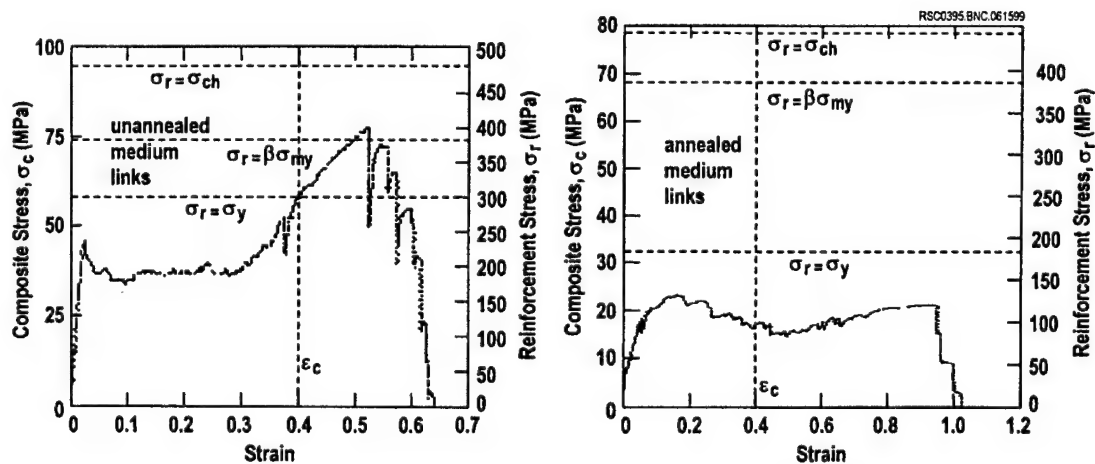 RSC0395.BNC.061599
100
75
50
25
0
Composite Stress, σc (MPa)
500
450
400
350
300
250
200
150
100
50
0
Reinforcement Stress, σr (MPa)
σr = σch
unannealed
medium
links
σr = βσmy
σr = σy
εc
0.0 0.1 0.2 0.3 0.4 0.5 0.6 0.7
Strain
80
70
60
50
40
30
20
10
0
Composite Stress, σc (MPa)
400
350
300
250
200
150
100
50
0
Reinforcement Stress, σr (MPa)
σr = σch
σr = βσmy
annealed
medium
links
σr = σy
εc
0 0.2 0.4 0.6 0.8 1.0 1.2
Strain